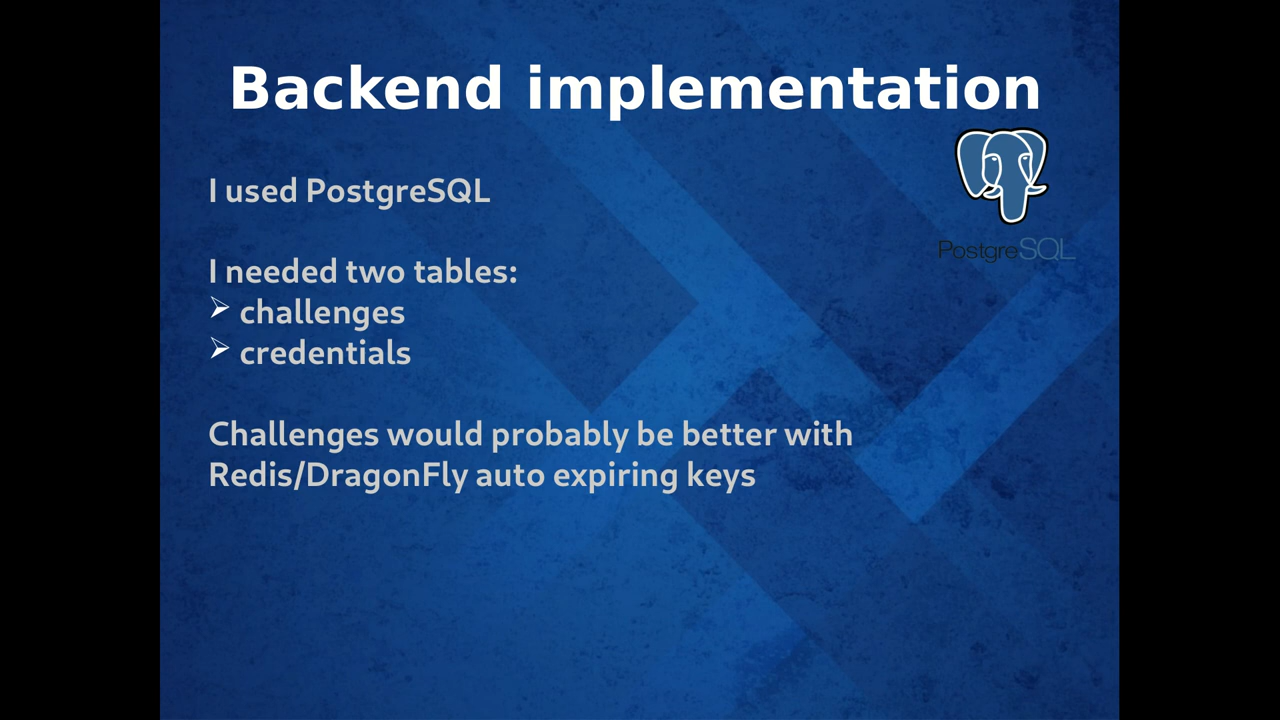 Backend implementation
I used PostgreSQL
PostgreSQL
I needed two tables:
challenges
credentials
Challenges would probably be better with
Redis/DragonFly auto expiring keys